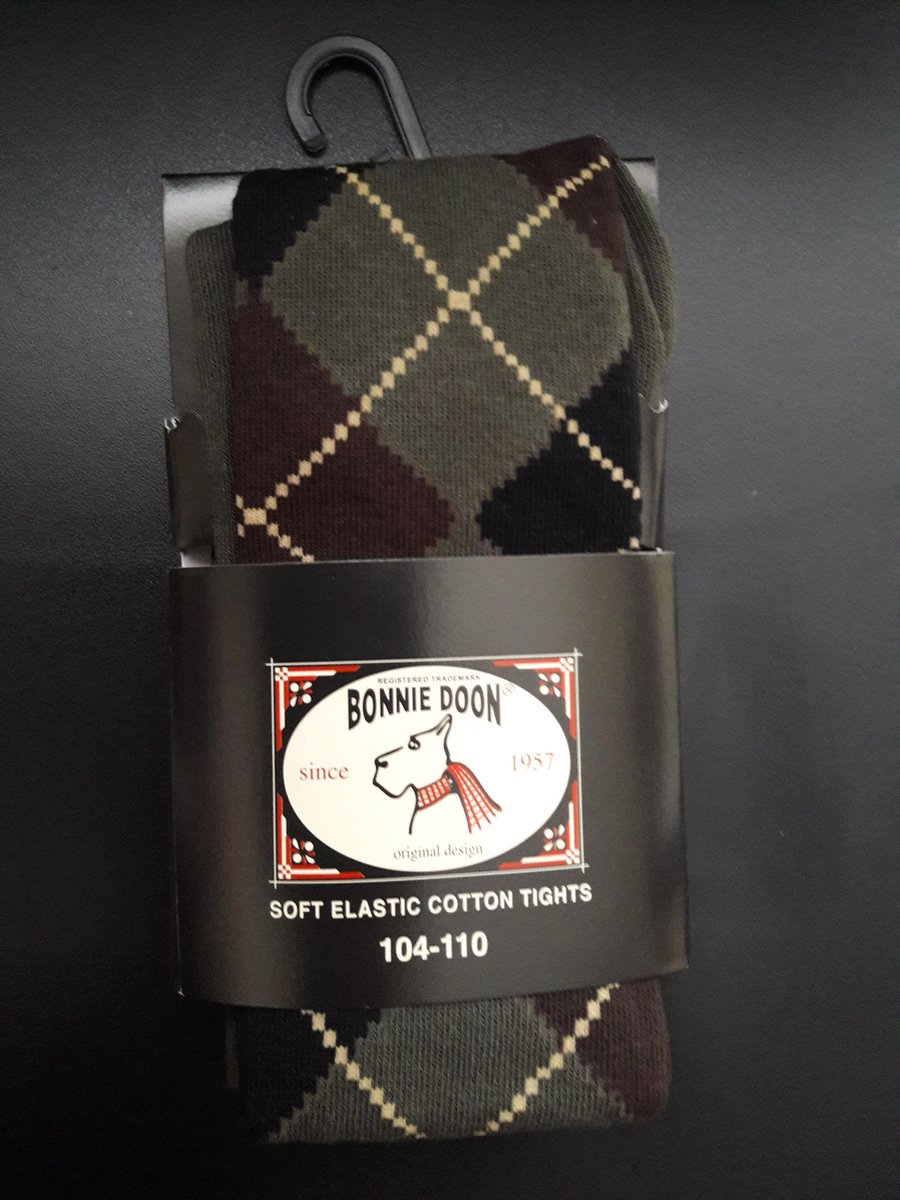 REGISTERED TRADEMARK
BONNIE DOON®
since 1957
original design
SOFT ELASTIC COTTON TIGHTS
104-110